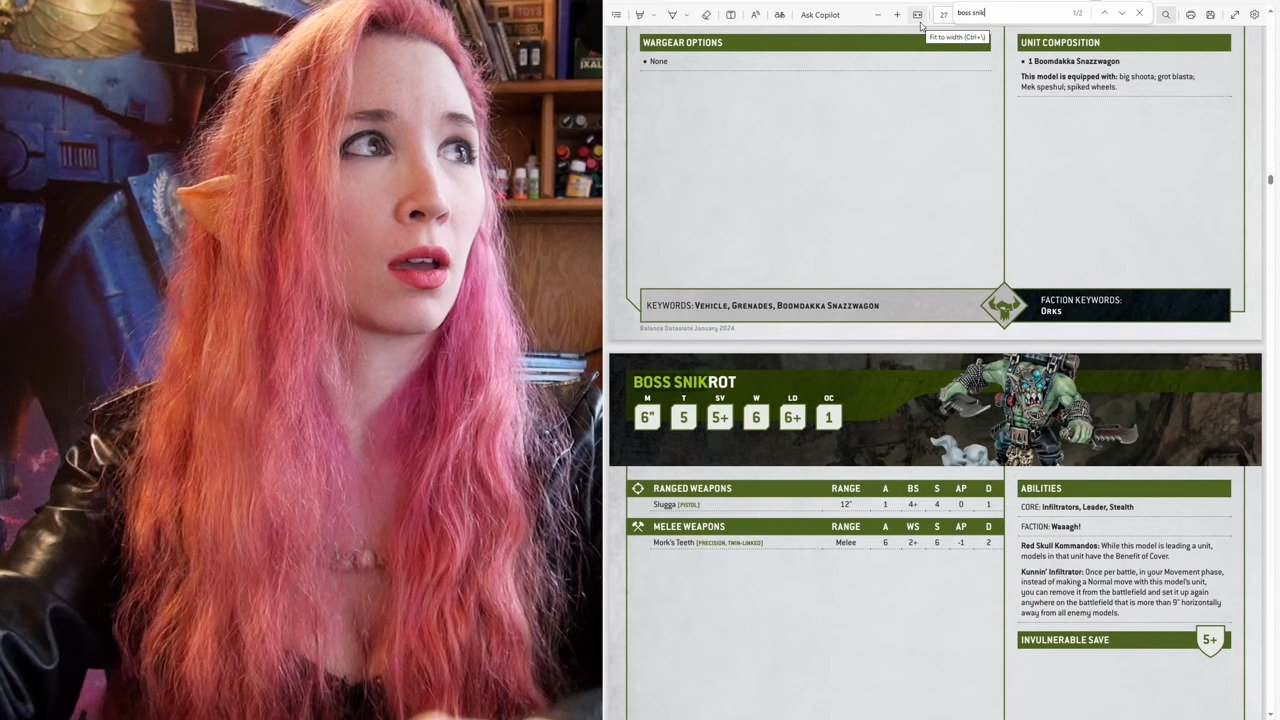 Ask Copilot
27
boss snik
1/2
Fit to width (Ctrl+\)
WARGEAR OPTIONS
▪ None
UNIT COMPOSITION
▪ 1 Boomdakka Snazzwagon
This model is equipped with: big shoota; grot blasta;
Mek speshul; spiked wheels.
KEYWORDS: VEHICLE, GRENADES, BOOMDAKKA SNAZZWAGON
FACTION KEYWORDS:
ORKS
Balance Dataslate January 2024
BOSS SNIKROT
M T SV W LD OC
6" 5 5+ 6 6+ 1
RANGED WEAPONS RANGE A BS S AP D
Slugga [PISTOL] 12" 1 4+ 4 0 1
MELEE WEAPONS RANGE A WS S AP D
Mork's Teeth [PRECISION, TWIN-LINKED] Melee 6 2+ 6 -1 2
ABILITIES
CORE: Infiltrators, Leader, Stealth
FACTION: Waaagh!
Red Skull Kommandos: While this model is leading a unit,
models in that unit have the Benefit of Cover.
Kunnin' Infiltrator: Once per battle, in your Movement phase,
instead of making a Normal move with this model's unit,
you can remove it from the battlefield and set it up again
anywhere on the battlefield that is more than 9" horizontally
away from all enemy models.
INVULNERABLE SAVE 5+